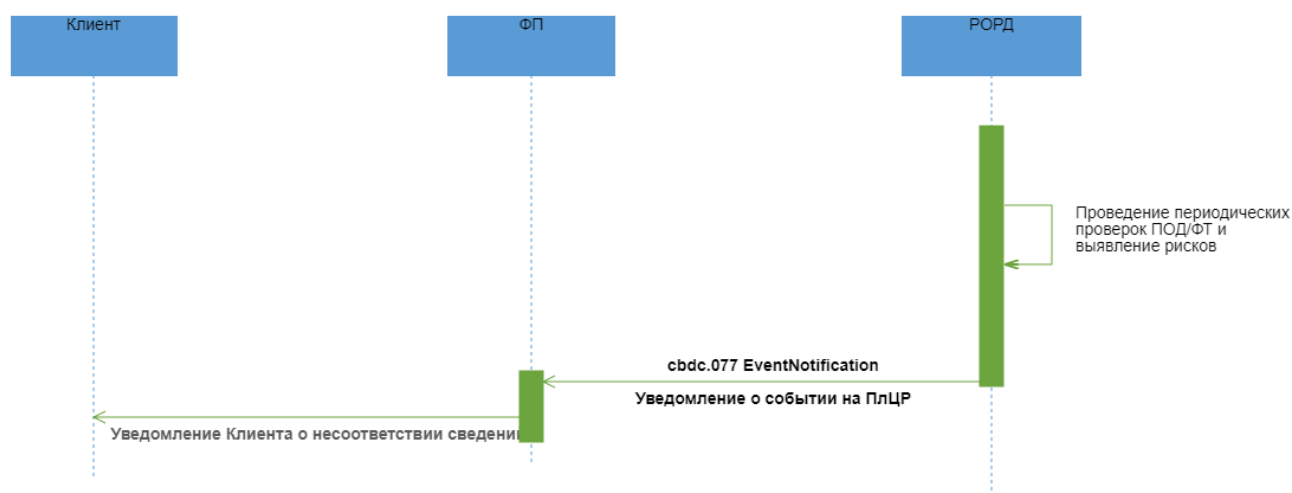 Клиент
ФП
РОРД
Проведение периодических
проверок ПОД/ФТ и
выявление рисков
cbdc.077 EventNotification
Уведомление о событии на ПлЦР
Уведомление Клиента о несоответствии